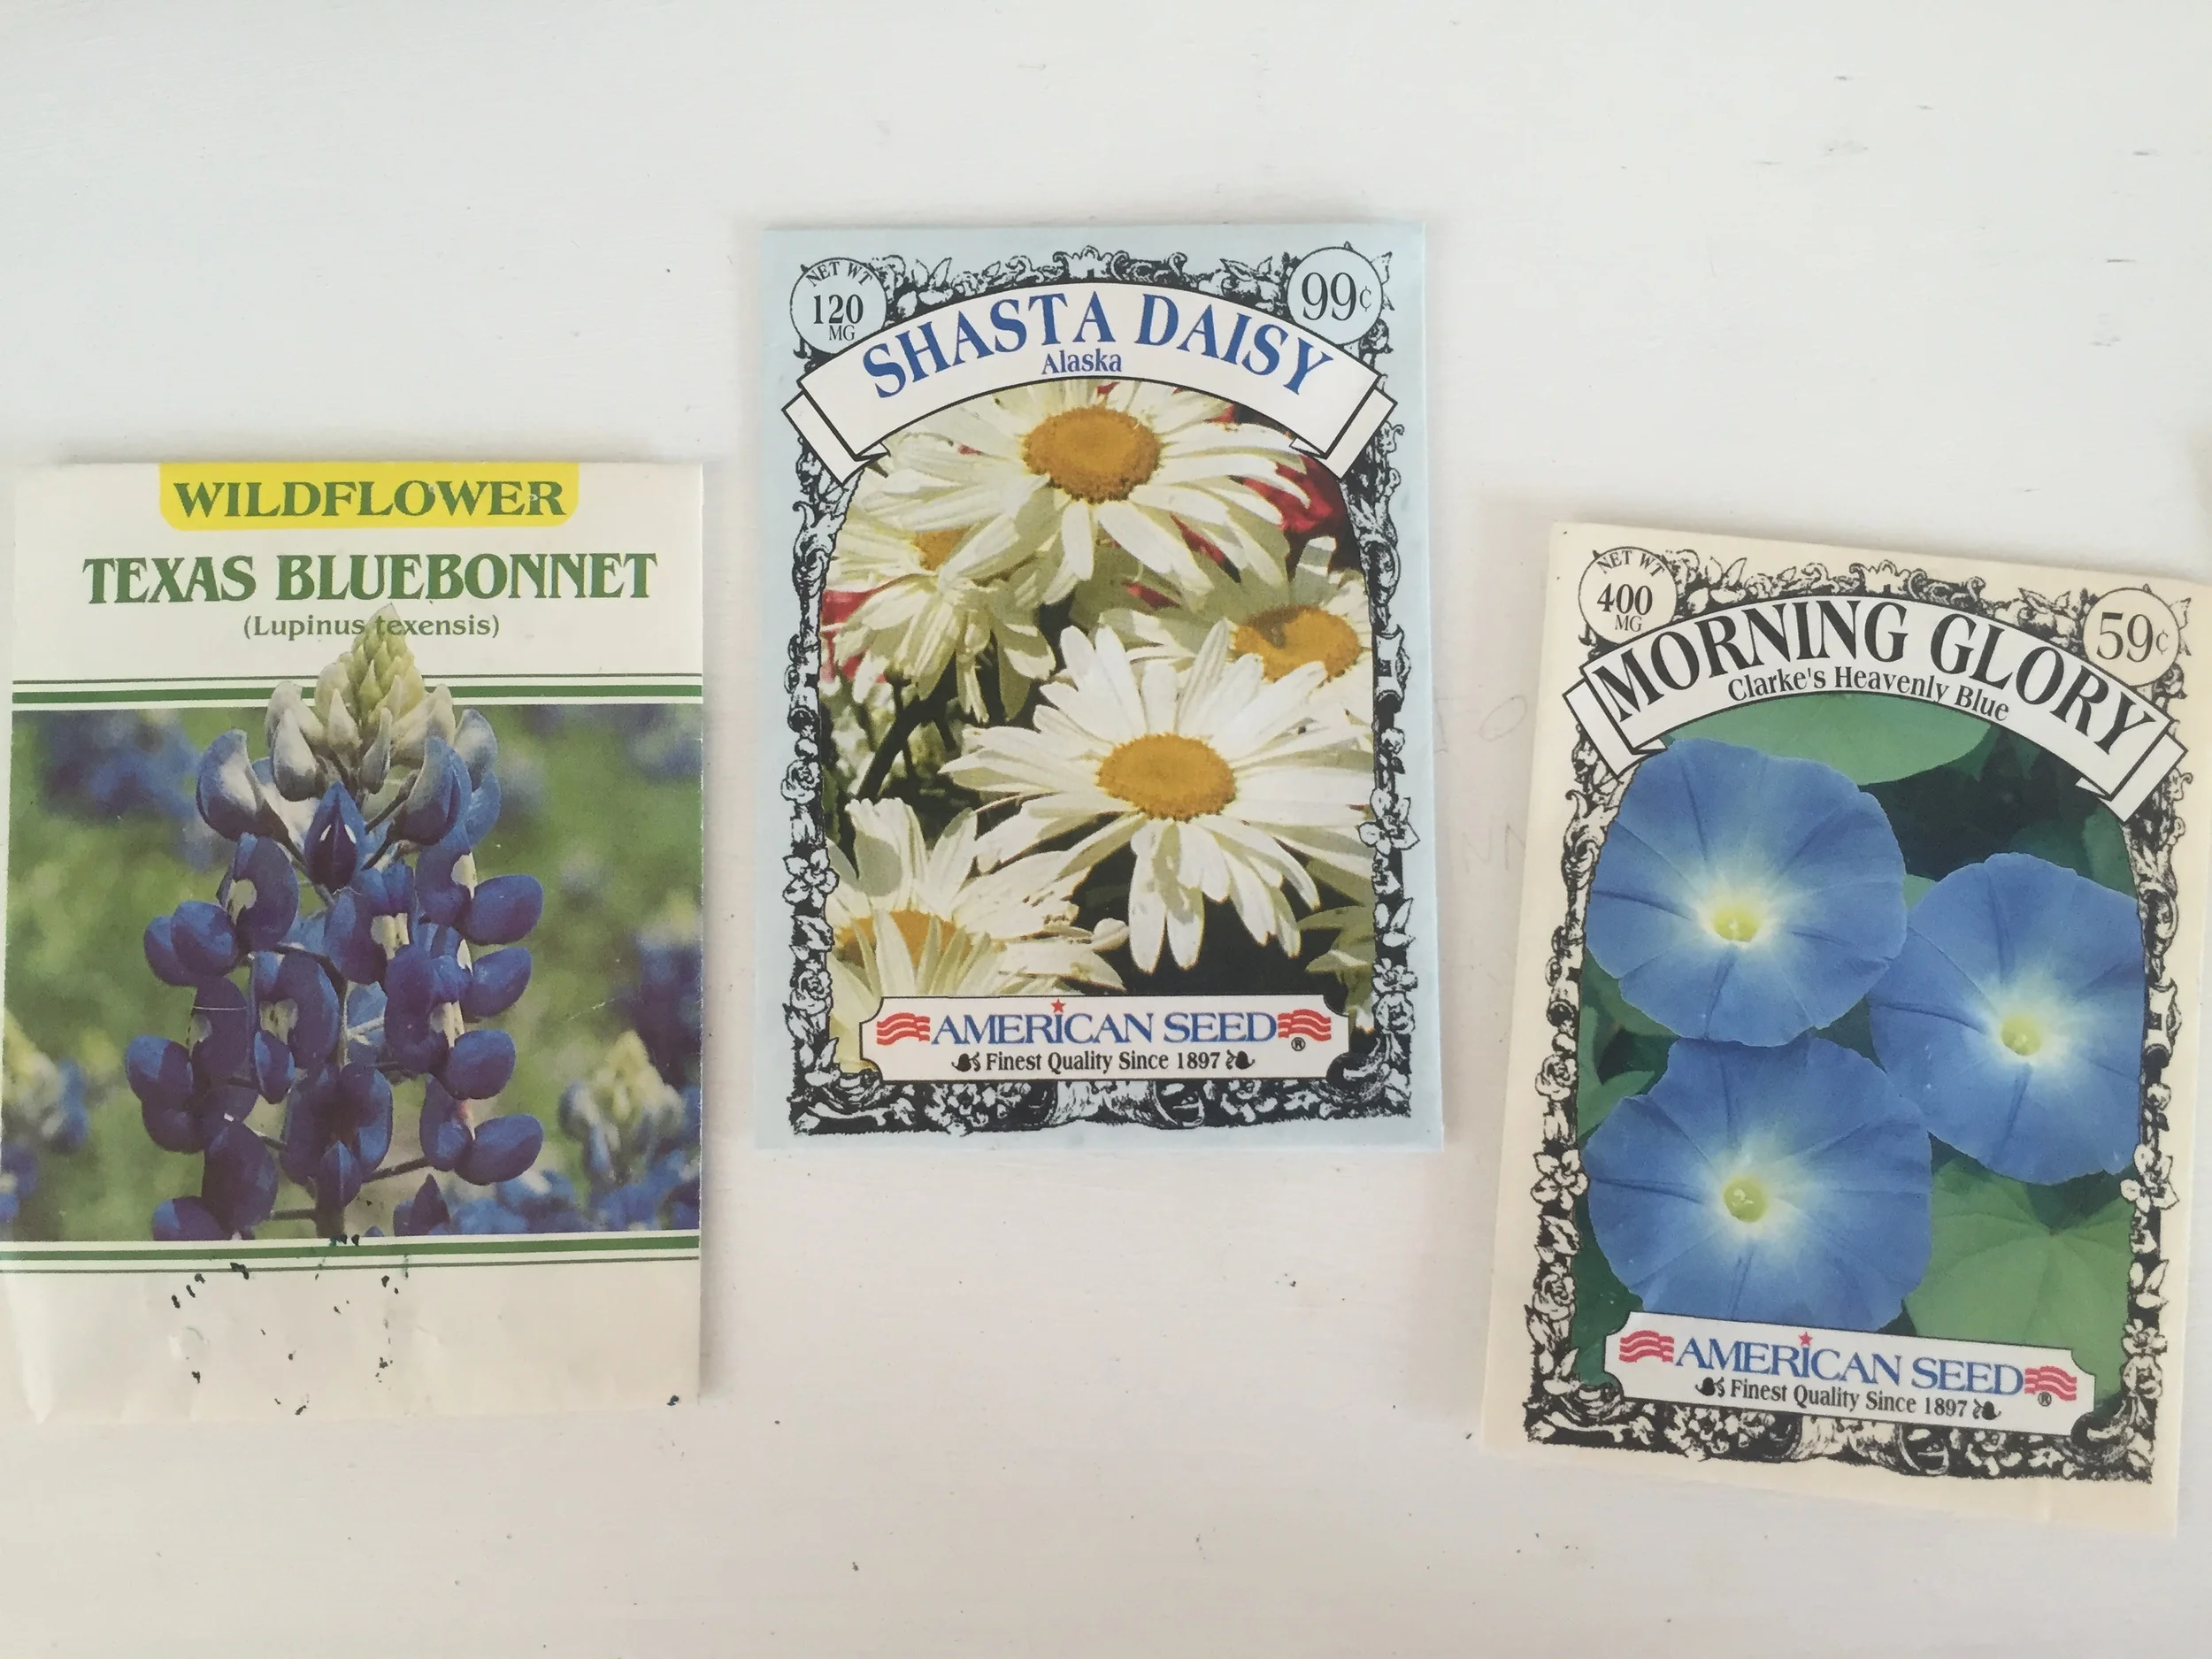 WILDFLOWER
TEXAS BLUEBONNET
(Lupinus texensis)
NET WT
120
MG
99¢
SHASTA DAISY
Alaska
AMERICAN SEED®
Finest Quality Since 1897
NET WT
400
MG
59¢
MORNING GLORY
Clarke's Heavenly Blue
AMERICAN SEED®
Finest Quality Since 1897